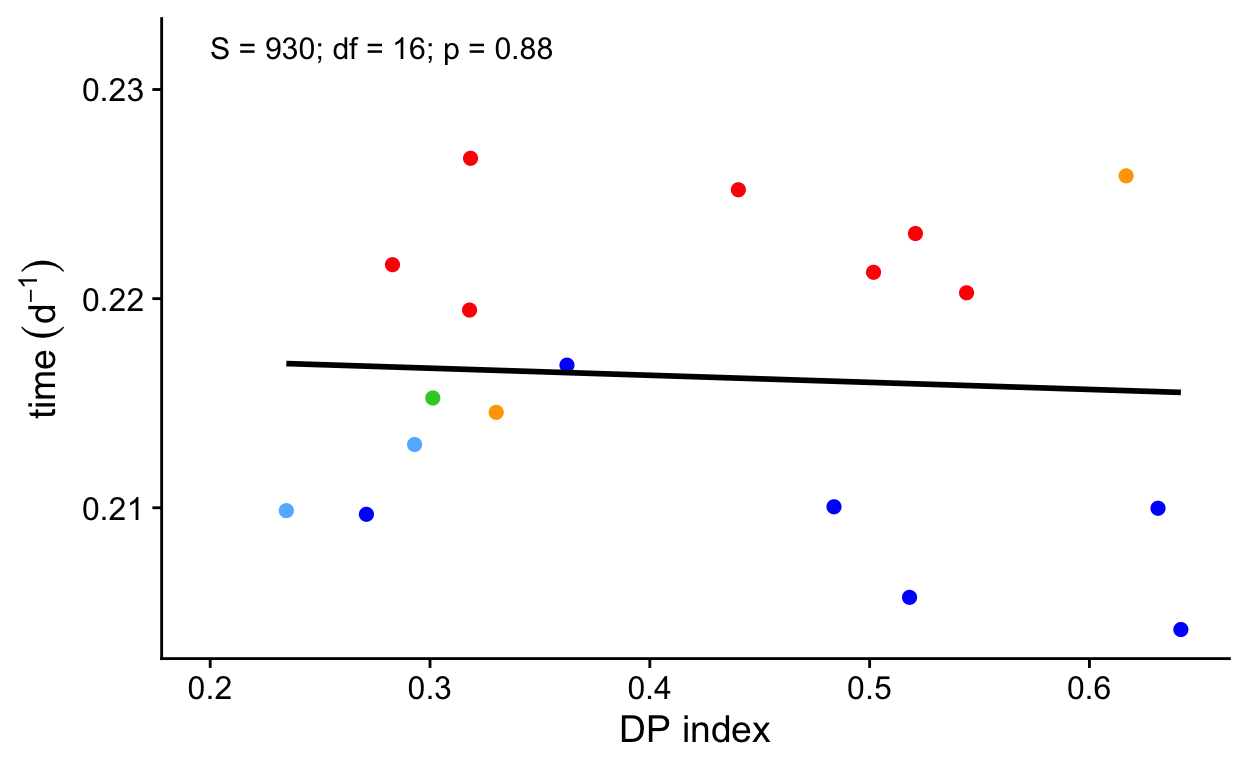 S = 930; df = 16; p = 0.88
0.23
0.22
0.21
time (d⁻¹)
0.2 0.3 0.4 0.5 0.6
DP index